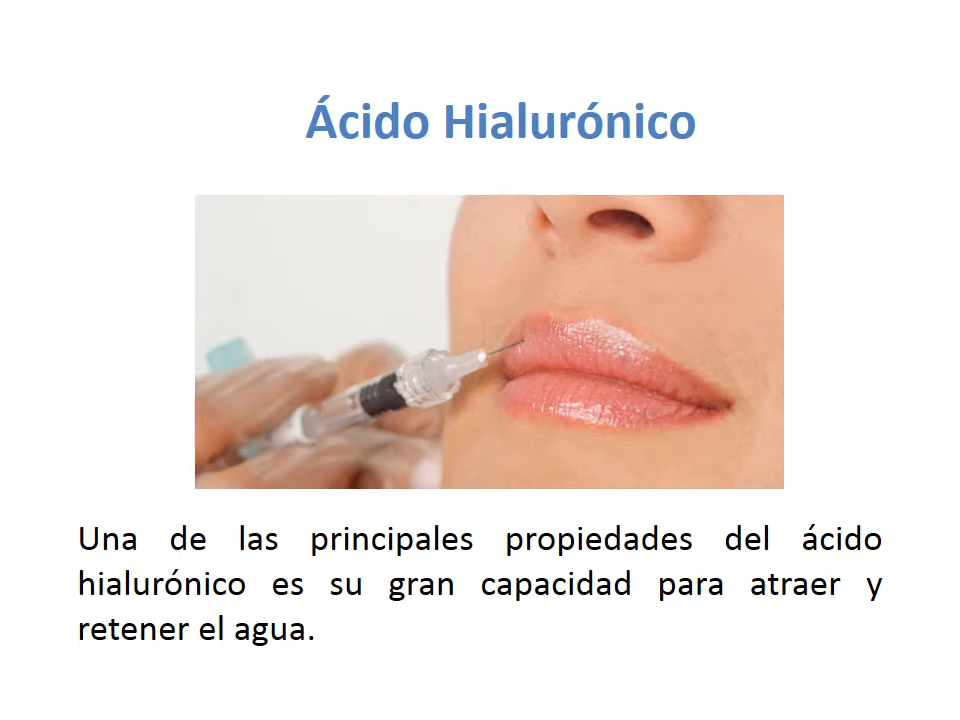 Ácido Hialurónico
Una de las principales propiedades del ácido
hialurónico es su gran capacidad para atraer y
retener el agua.